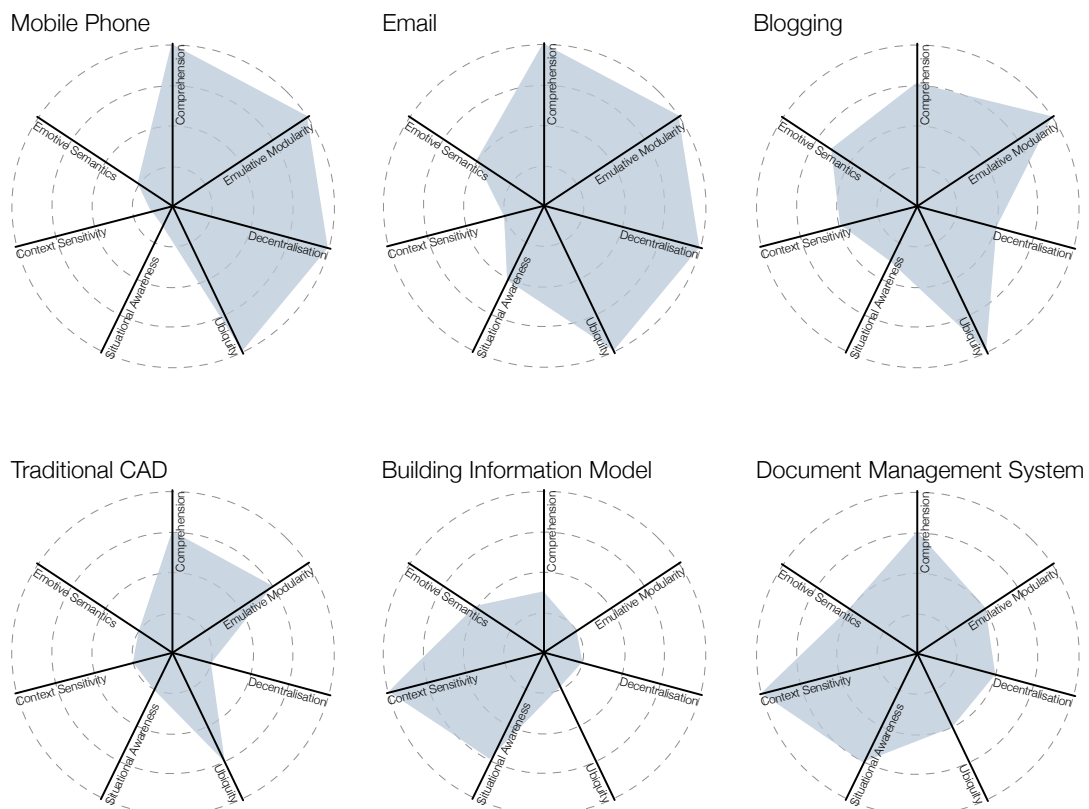 Mobile Phone
Comprehension
Emulative Modularity
Decentralisation
Ubiquity
Situational Awareness
Context Sensitivity
Emotive Semantics
Email
Comprehension
Emulative Modularity
Decentralisation
Ubiquity
Situational Awareness
Context Sensitivity
Emotive Semantics
Blogging
Comprehension
Emulative Modularity
Decentralisation
Ubiquity
Situational Awareness
Context Sensitivity
Emotive Semantics
Traditional CAD
Comprehension
Emulative Modularity
Decentralisation
Ubiquity
Situational Awareness
Context Sensitivity
Emotive Semantics
Building Information Model
Comprehension
Emulative Modularity
Decentralisation
Ubiquity
Situational Awareness
Context Sensitivity
Emotive Semantics
Document Management System
Comprehension
Emulative Modularity
Decentralisation
Ubiquity
Situational Awareness
Context Sensitivity
Emotive Semantics